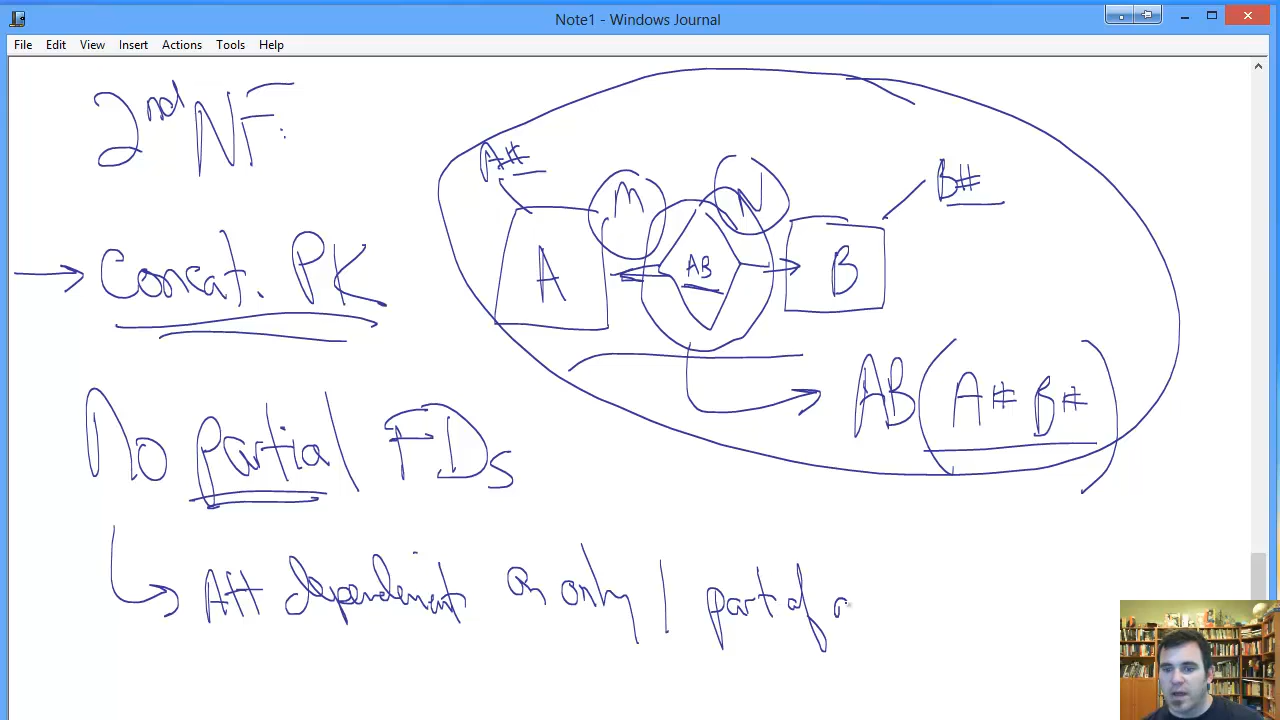 Note1 - Windows Journal
File Edit View Insert Actions Tools Help
2nd NF:
Concat. PK
No partial FDs
Att dependent on only 1 part of a
A#
M
N
B#
A
AB
B
AB(A# B#)